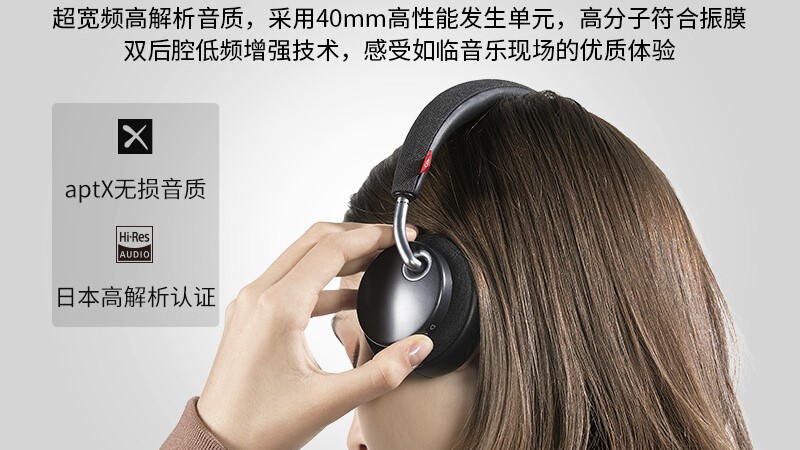 超宽频高解析音质，采用40mm高性能发生单元，高分子符合振膜
双后腔低频增强技术，感受如临音乐现场的优质体验
aptX无损音质
Hi-Res
AUDIO
日本高解析认证